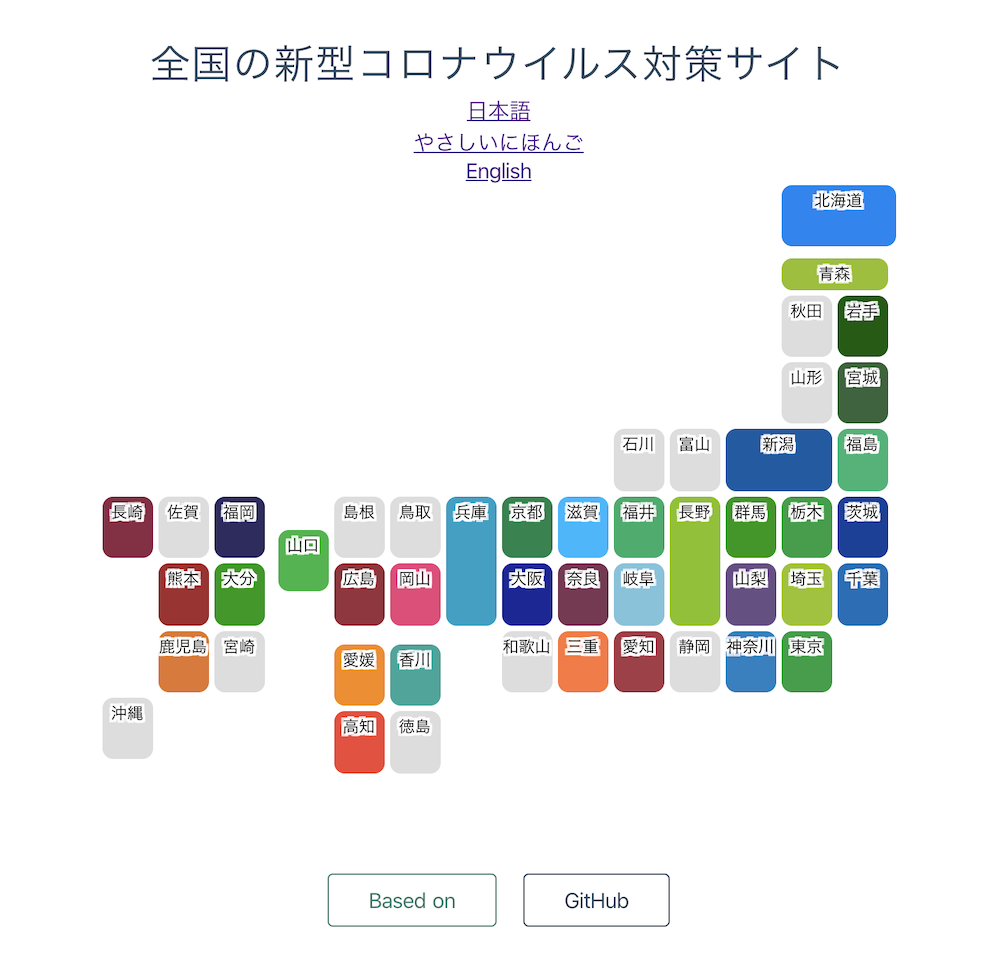 全国の新型コロナウイルス対策サイト
日本語
やさしいにほんご
English
北海道
青森
秋田 岩手
山形 宮城
石川 富山 新潟 福島
長崎 佐賀 福岡 島根 鳥取 兵庫 京都 滋賀 福井 長野 群馬 栃木 茨城
山口
熊本 大分 広島 岡山 大阪 奈良 岐阜 山梨 埼玉 千葉
鹿児島 宮崎 和歌山 三重 愛知 静岡 神奈川 東京
愛媛 香川
沖縄
高知 徳島
Based on GitHub